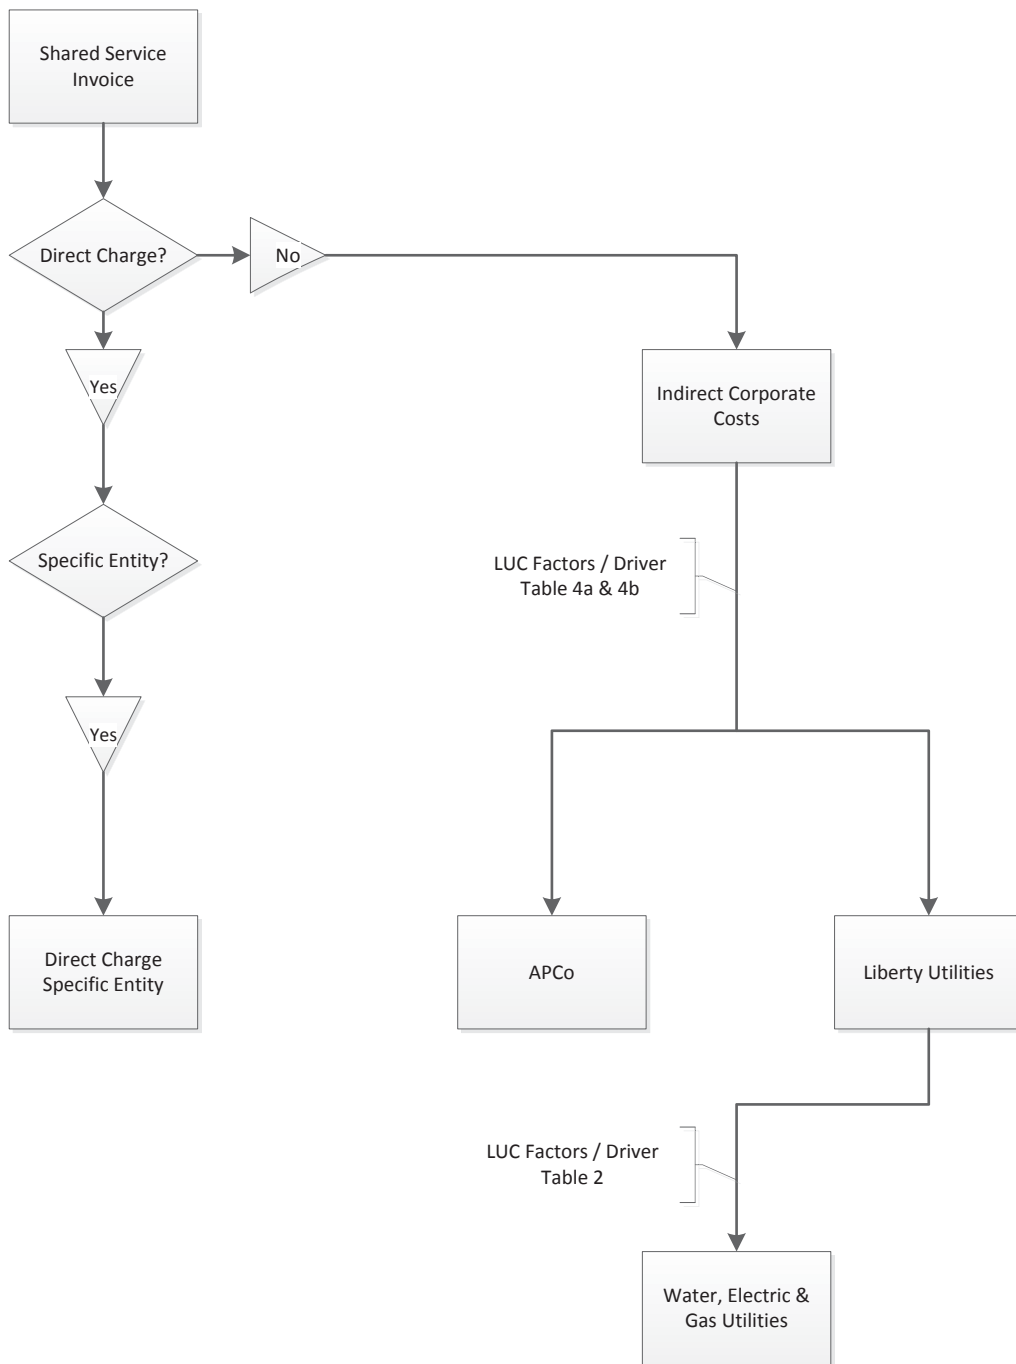 Shared Service
Invoice
Direct Charge?
No
Yes
Indirect Corporate
Costs
Specific Entity?
LUC Factors / Driver
Table 4a & 4b
Yes
Direct Charge
Specific Entity
APCo
Liberty Utilities
LUC Factors / Driver
Table 2
Water, Electric &
Gas Utilities